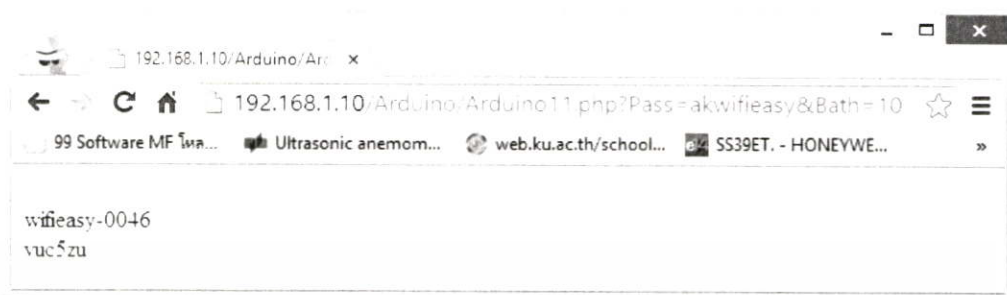 192.168.1.10/Arduino/Ar
192.168.1.10/Arduino/Arduino11.php?Pass=akwifieasy&Bath=10
99 Software MF โหล... Ultrasonic anemom... web.ku.ac.th/school... SS39ET. - HONEYWE... »
wifieasy-0046
vuc5zu